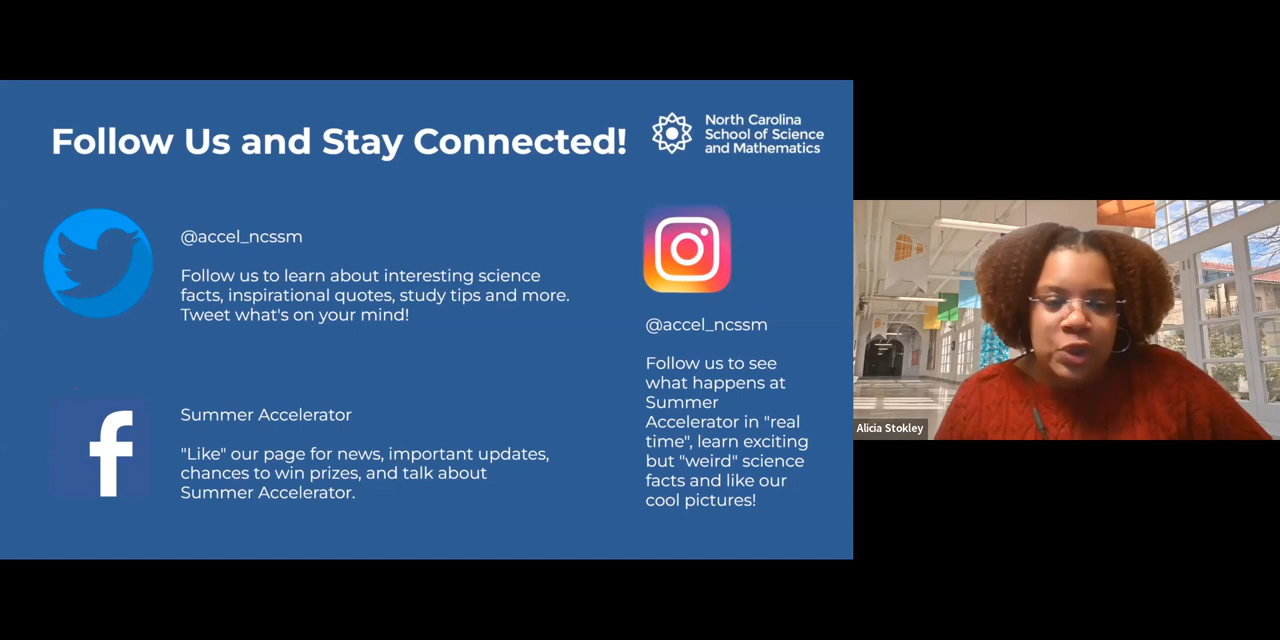 Follow Us and Stay Connected!
North Carolina
School of Science
and Mathematics
@accel_ncssm
Follow us to learn about interesting science
facts, inspirational quotes, study tips and more.
Tweet what's on your mind!
Summer Accelerator
"Like" our page for news, important updates,
chances to win prizes, and talk about
Summer Accelerator.
@accel_ncssm
Follow us to see
what happens at
Summer
Accelerator in "real
time", learn exciting
but "weird" science
facts and like our
cool pictures!
Alicia Stokley